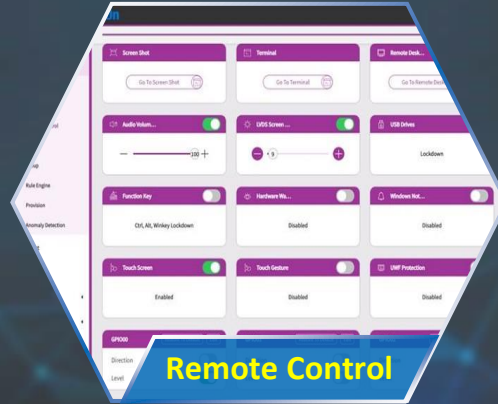 Screen Shot
Terminal
Remote Desk...
Go To Screen Shot
Go To Terminal
Go To Remote Desk
Audio Volum...
LVDS Screen ...
USB Drives
100
9
Lockdown
Rule Engine
Provision
Anomaly Detection
Function Key
Hardware Wa...
Windows Not...
Ctrl, Alt, Winkey Lockdown
Disabled
Disabled
Touch Screen
Touch Gesture
UWF Protection
Enabled
Disabled
Disabled
GPIO00
Direction
Level
Remote Control